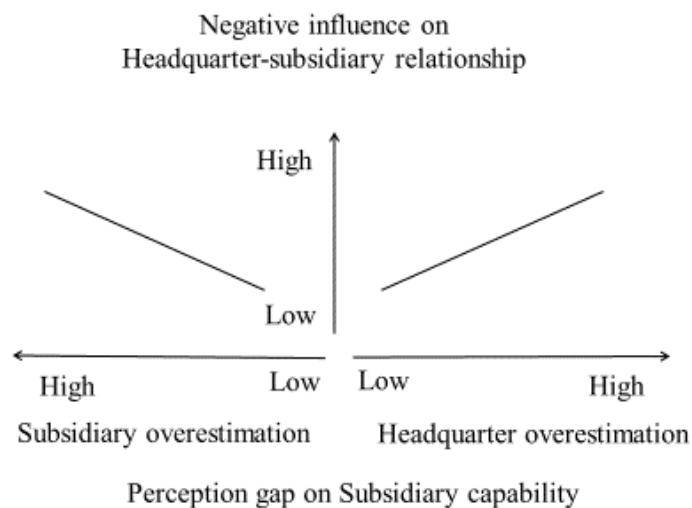 Negative influence on
Headquarter-subsidiary relationship
High
Low
High
Low
Low
High
Subsidiary overestimation
Headquarter overestimation
Perception gap on Subsidiary capability